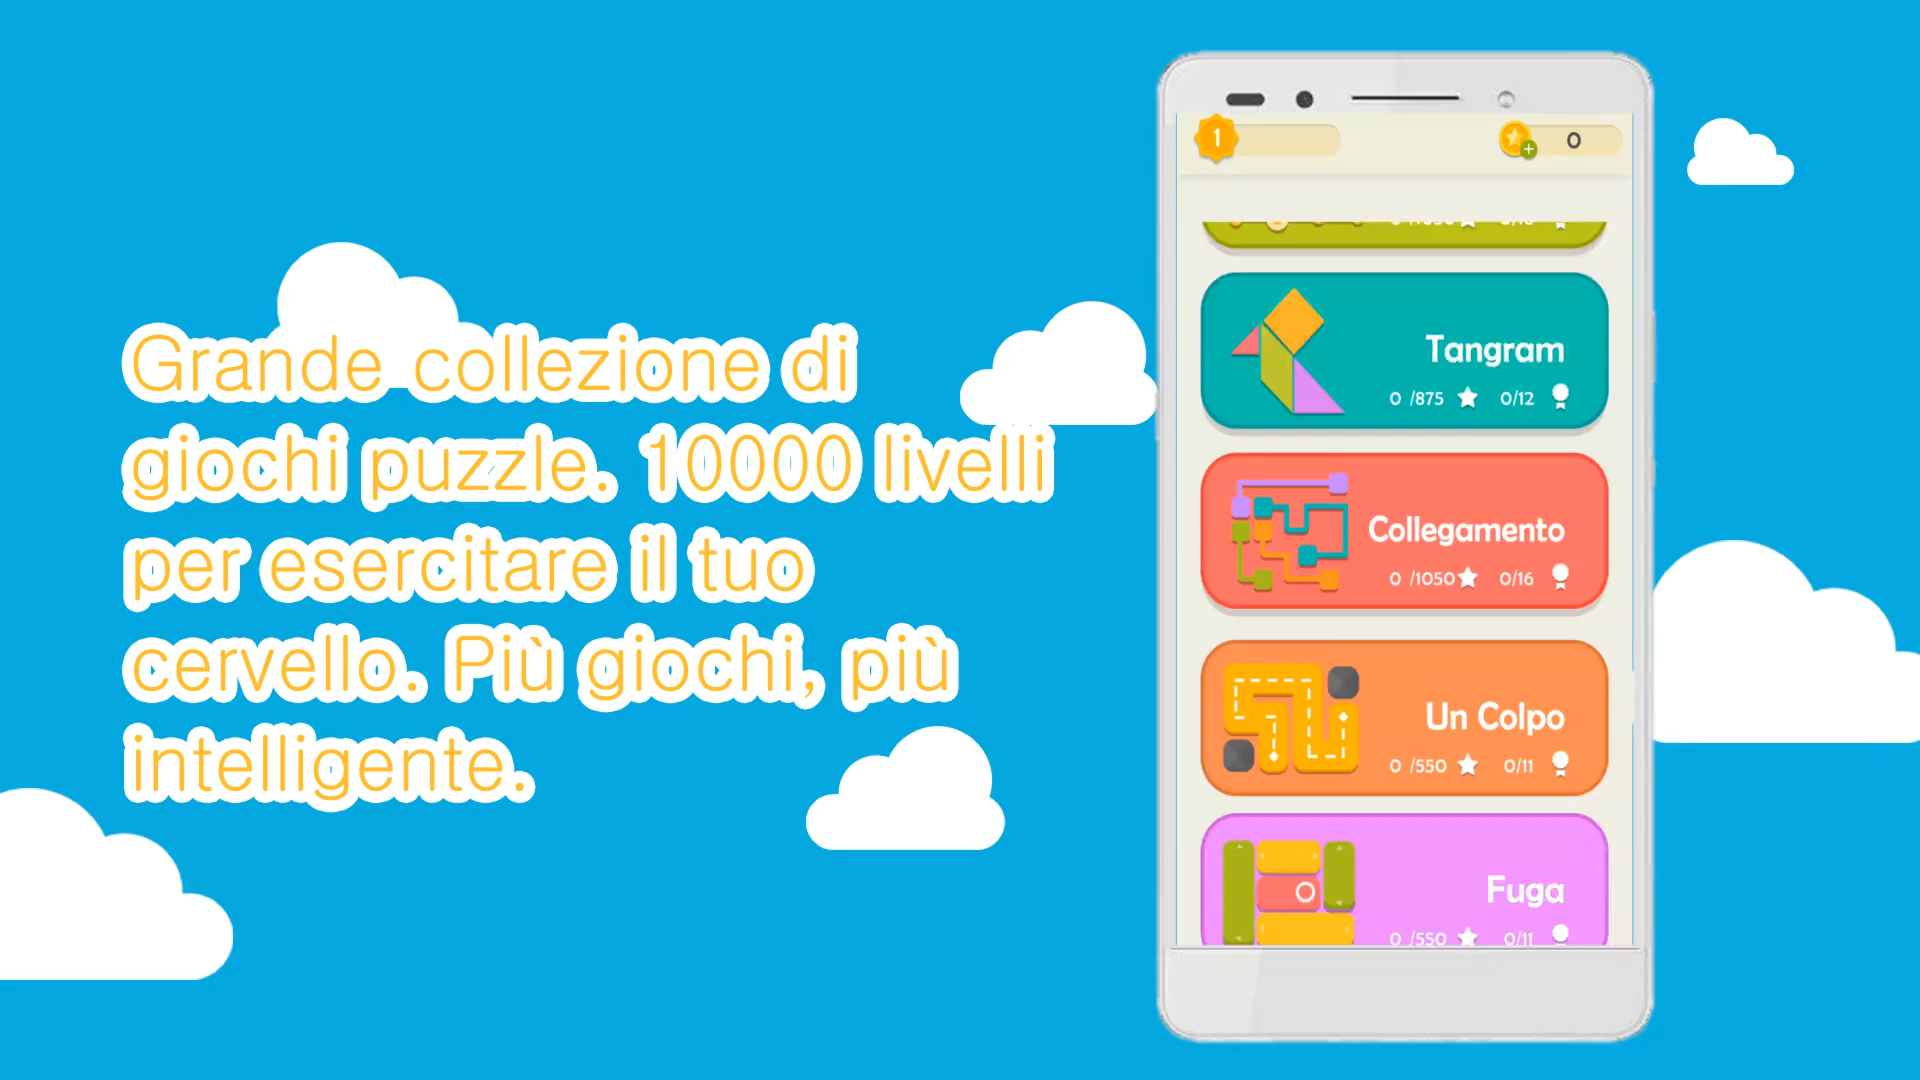 Grande collezione di
giochi puzzle. 10000 livelli
per esercitare il tuo
cervello. Più giochi, più
intelligente.
1
0
Tangram
0 /875 0/12
Collegamento
0 /1050 0/16
Un Colpo
0 /550 0/11
Fuga
0 /550 0/11